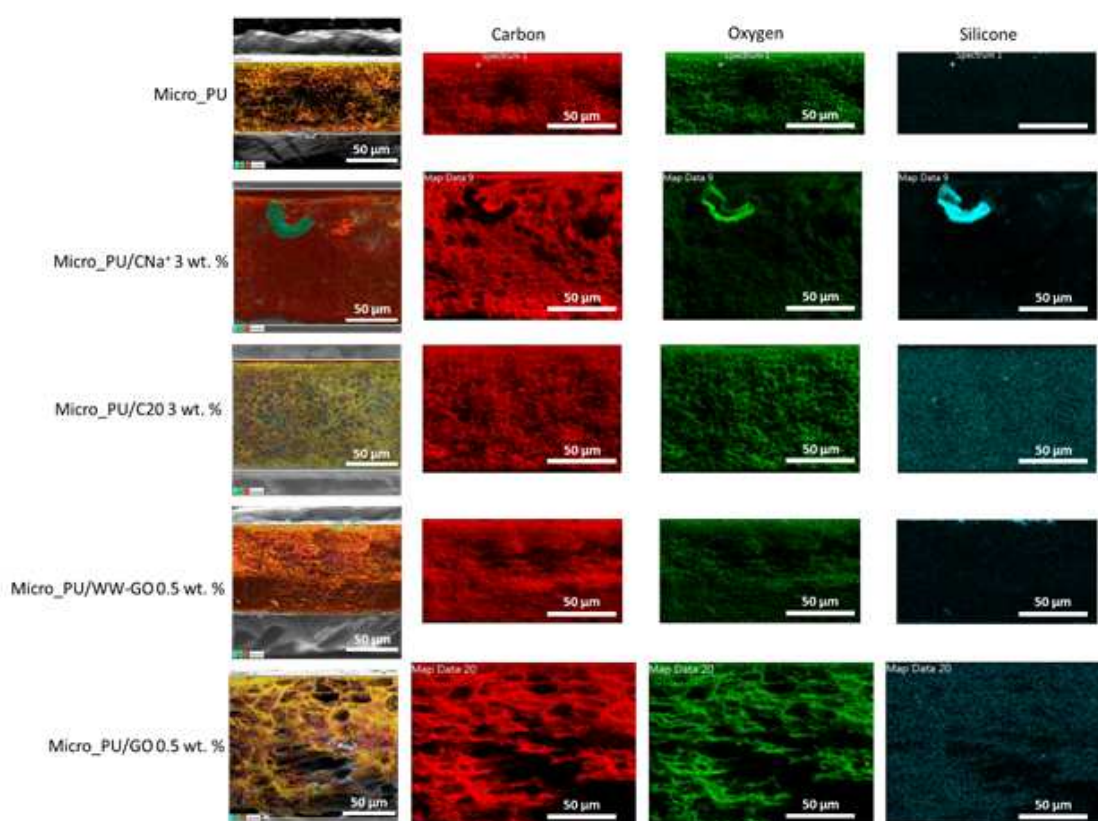 Carbon Oxygen Silicone
Micro_PU
Spectrum 1 Spectrum 1 Spectrum 1
50 µm 50 µm 50 µm
Map Data 9 Map Data 9 Map Data 9
Micro_PU/CNa⁺ 3 wt. %
50 µm 50 µm 50 µm 50 µm
Micro_PU/C20 3 wt. %
50 µm 50 µm 50 µm 50 µm
Micro_PU/WW-GO 0.5 wt. %
50 µm 50 µm 50 µm 50 µm
Map Data 20 Map Data 20 Map Data 20
Micro_PU/GO 0.5 wt. %
50 µm 50 µm 50 µm 50 µm